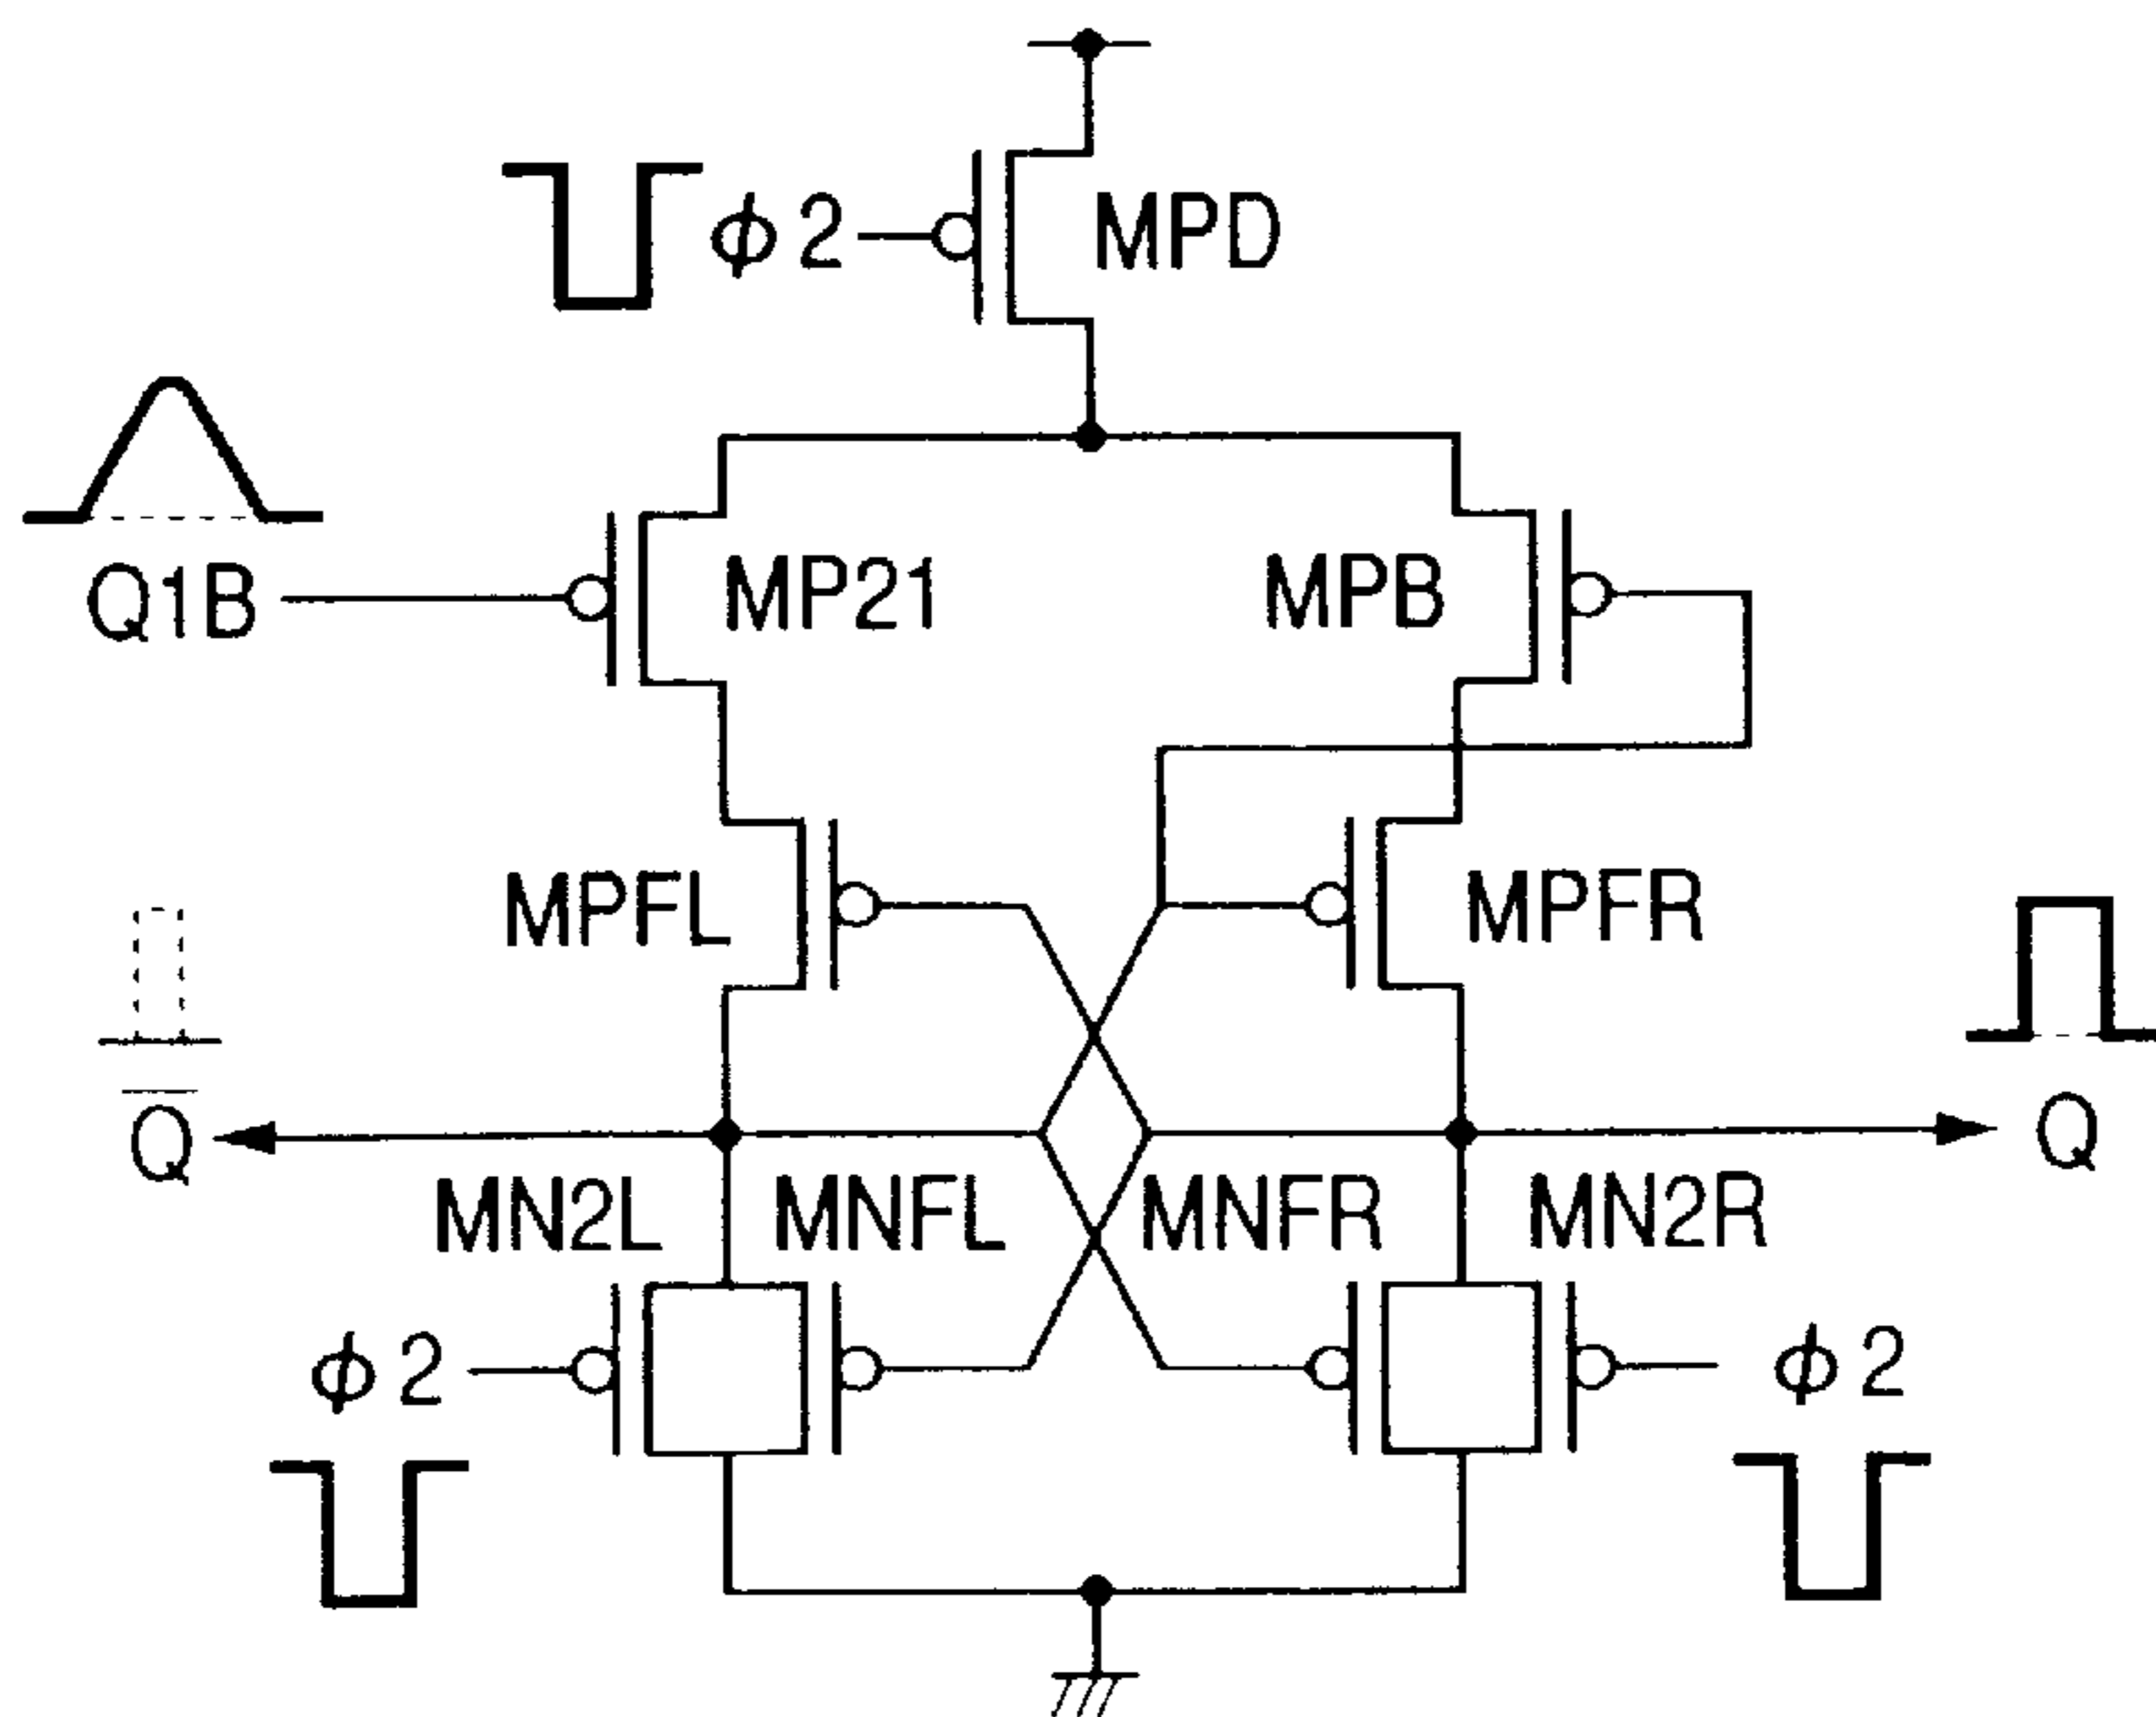 ϕ2 MPD
Q1B MP21 MPB
MPFL MPFR
Q̅ Q
MN2L MNFL MNFR MN2R
ϕ2 ϕ2